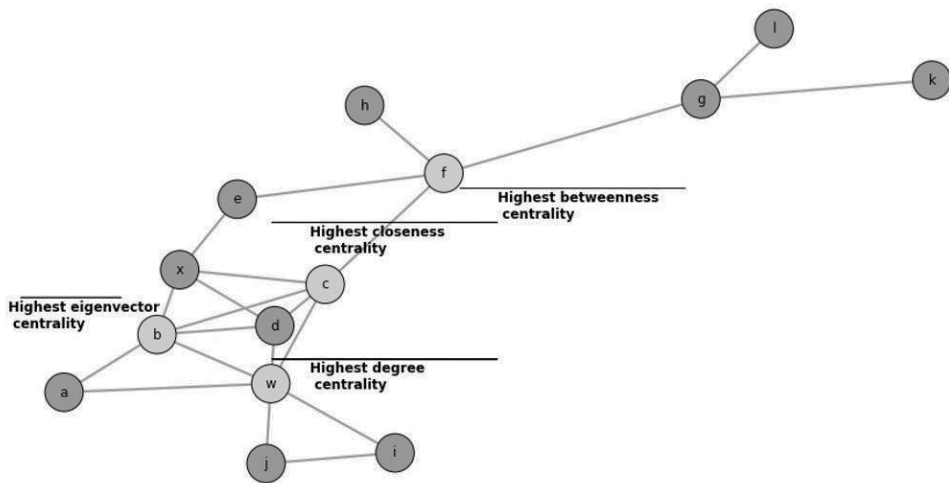 l
k
g
h
f
e
Highest betweenness
centrality
Highest closeness
centrality
x
c
Highest eigenvector
centrality
d
b
Highest degree
centrality
w
a
i
j